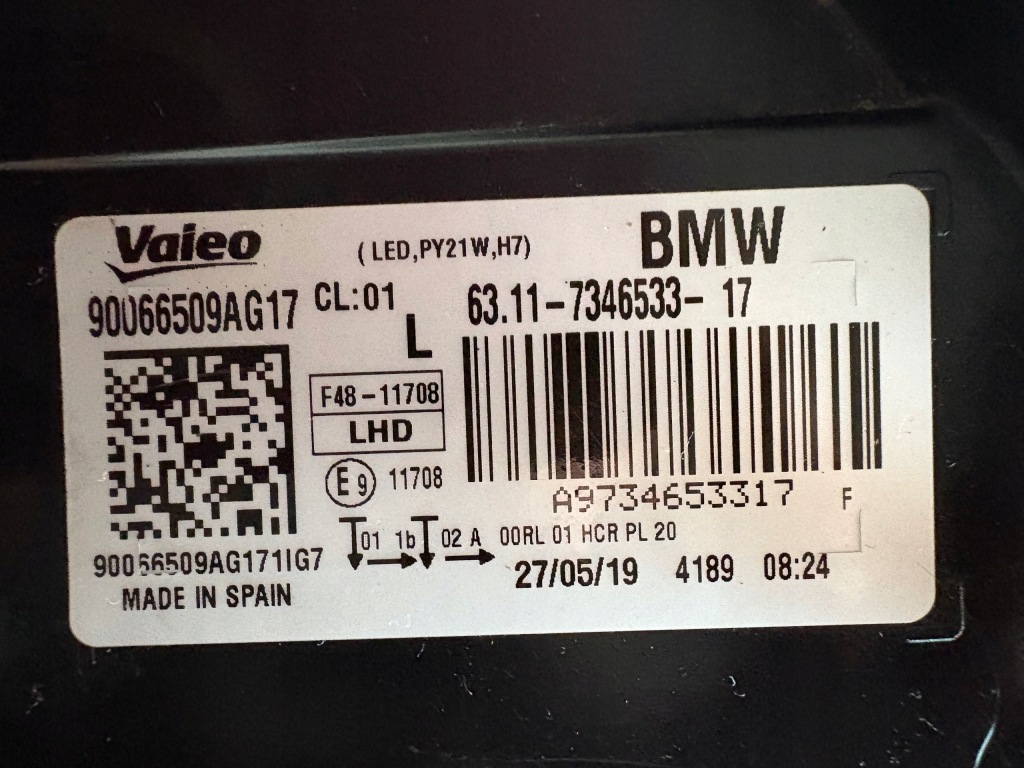 Valeo
(LED,PY21W,H7)
BMW
90066509AG17
CL:01
63.11-7346533-17
L
F48-11708
LHD
E9 11708
A9734653317
F
01 1b 02 A 00RL 01 HCR PL 20
90066509AG171IG7
27/05/19 4189 08:24
MADE IN SPAIN